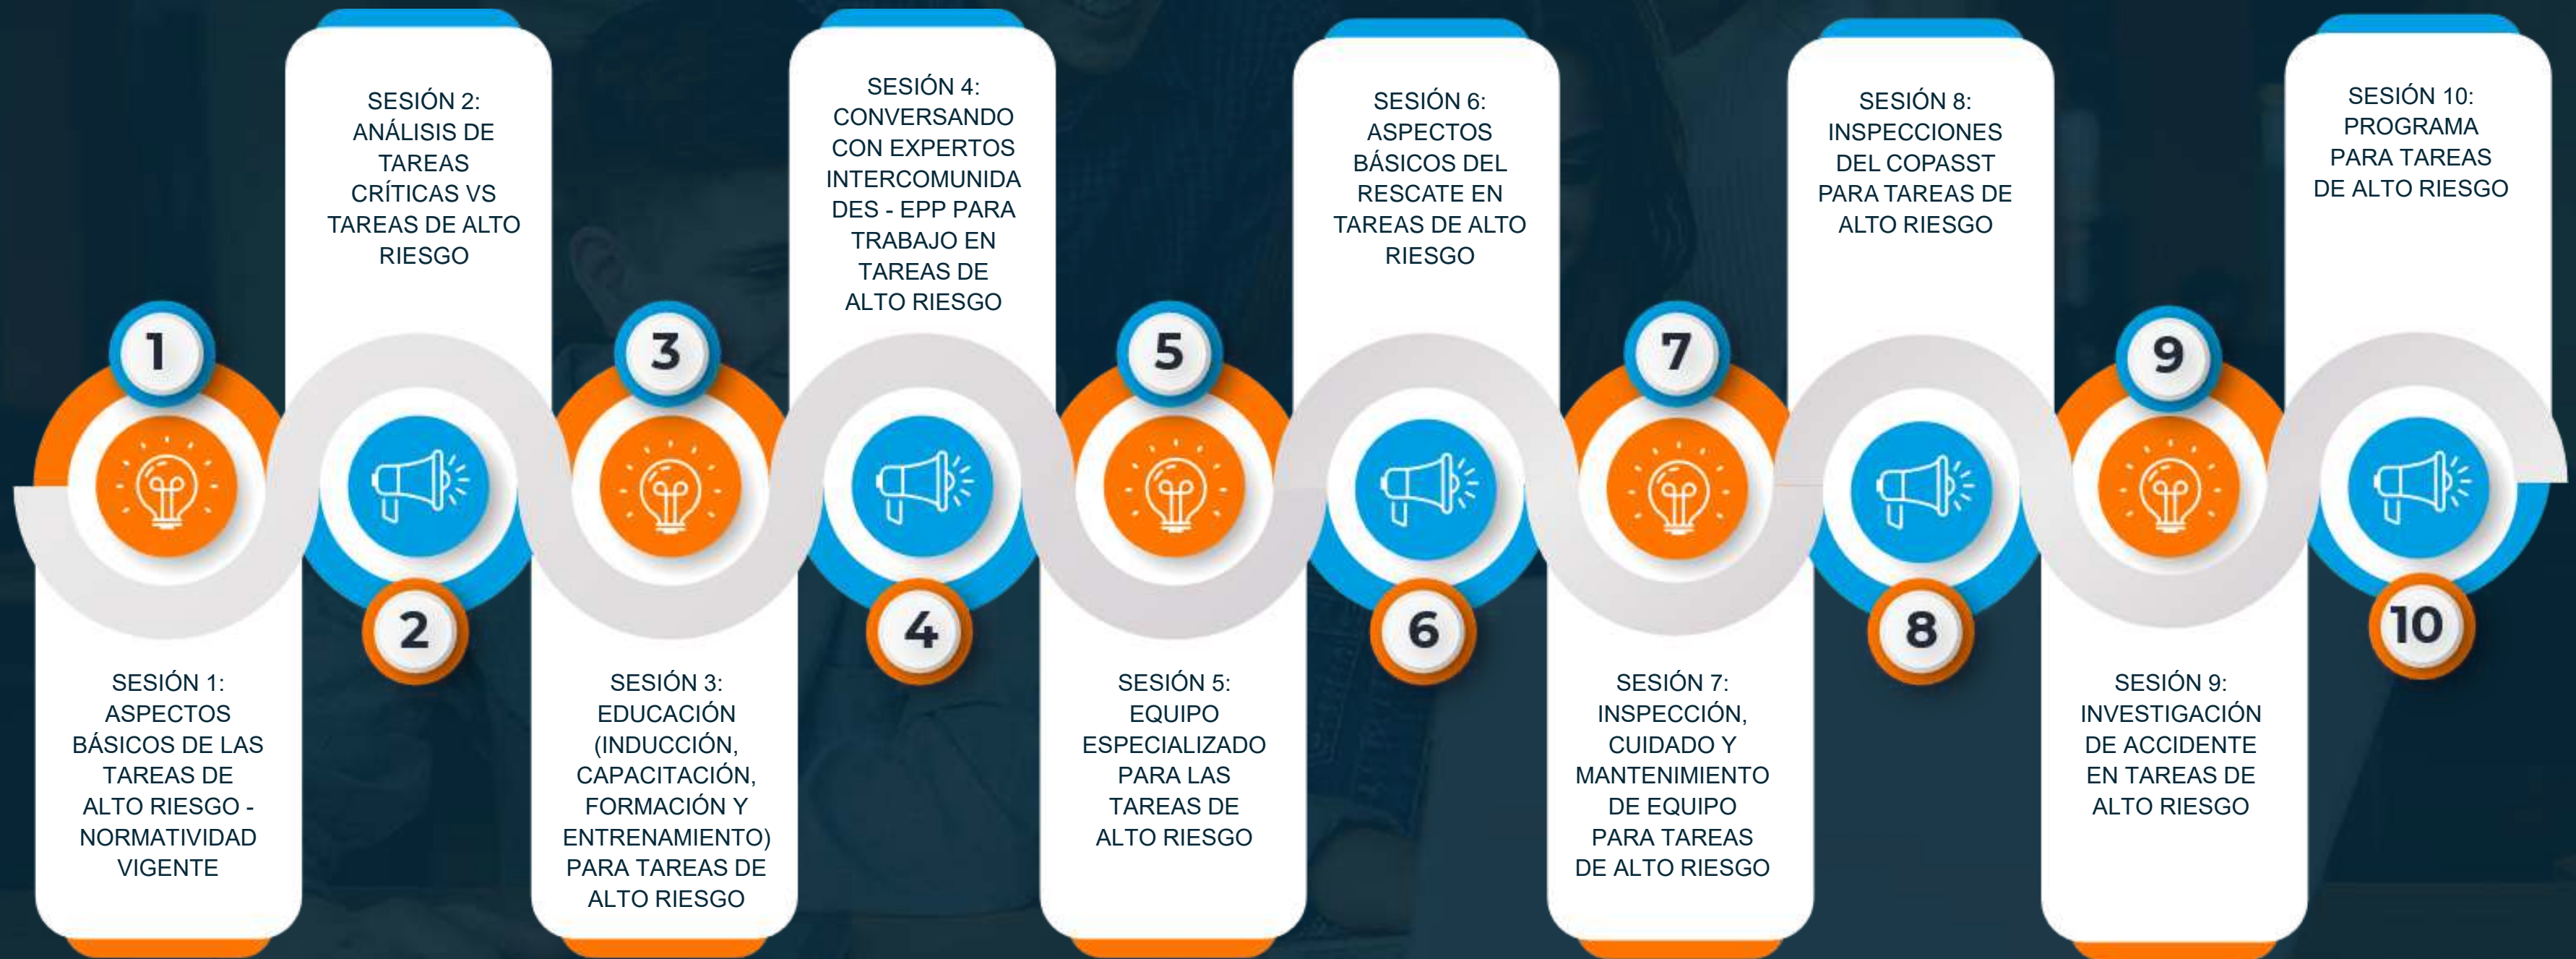 1
SESIÓN 1:
ASPECTOS
BÁSICOS DE LAS
TAREAS DE
ALTO RIESGO -
NORMATIVIDAD
VIGENTE
SESIÓN 2:
ANÁLISIS DE
TAREAS
CRÍTICAS VS
TAREAS DE ALTO
RIESGO
2
3
SESIÓN 3:
EDUCACIÓN
(INDUCCIÓN,
CAPACITACIÓN,
FORMACIÓN Y
ENTRENAMIENTO)
PARA TAREAS DE
ALTO RIESGO
SESIÓN 4:
CONVERSANDO
CON EXPERTOS
INTERCOMUNIDA
DES - EPP PARA
TRABAJO EN
TAREAS DE
ALTO RIESGO
4
5
SESIÓN 5:
EQUIPO
ESPECIALIZADO
PARA LAS
TAREAS DE
ALTO RIESGO
SESIÓN 6:
ASPECTOS
BÁSICOS DEL
RESCATE EN
TAREAS DE ALTO
RIESGO
6
7
SESIÓN 7:
INSPECCIÓN,
CUIDADO Y
MANTENIMIENTO
DE EQUIPO
PARA TAREAS
DE ALTO RIESGO
SESIÓN 8:
INSPECCIONES
DEL COPASST
PARA TAREAS DE
ALTO RIESGO
8
9
SESIÓN 9:
INVESTIGACIÓN
DE ACCIDENTE
EN TAREAS DE
ALTO RIESGO
SESIÓN 10:
PROGRAMA
PARA TAREAS
DE ALTO RIESGO
10